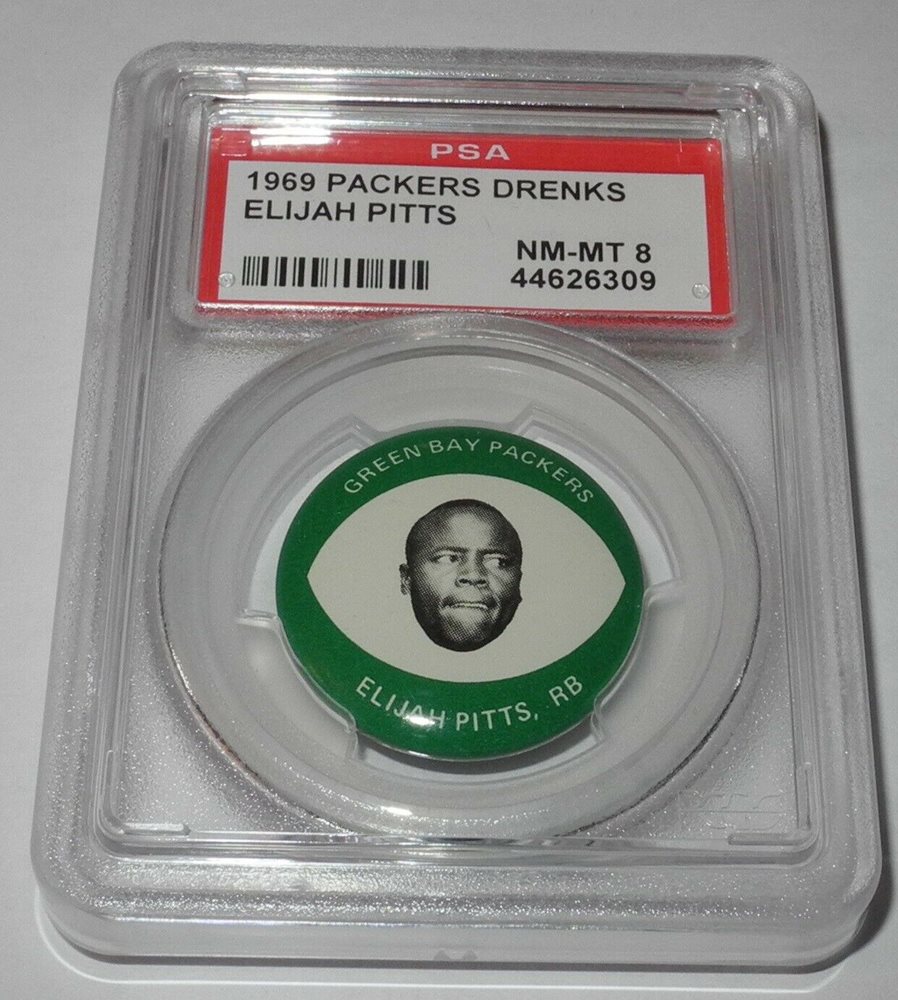 PSA
1969 PACKERS DRENKS
ELIJAH PITTS
NM-MT 8
44626309
GREEN BAY PACKERS
ELIJAH PITTS, RB